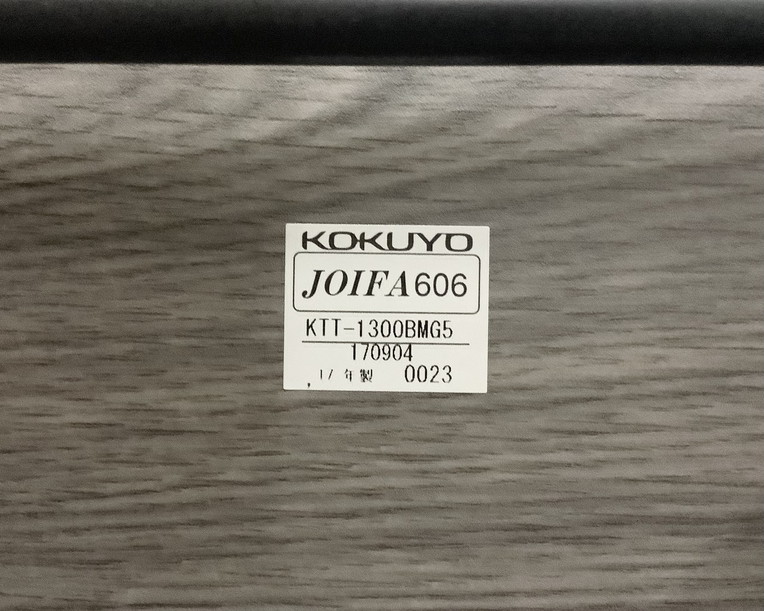 KOKUYO
JOIFA606
KTT-1300BMG5
170904
17年製 0023